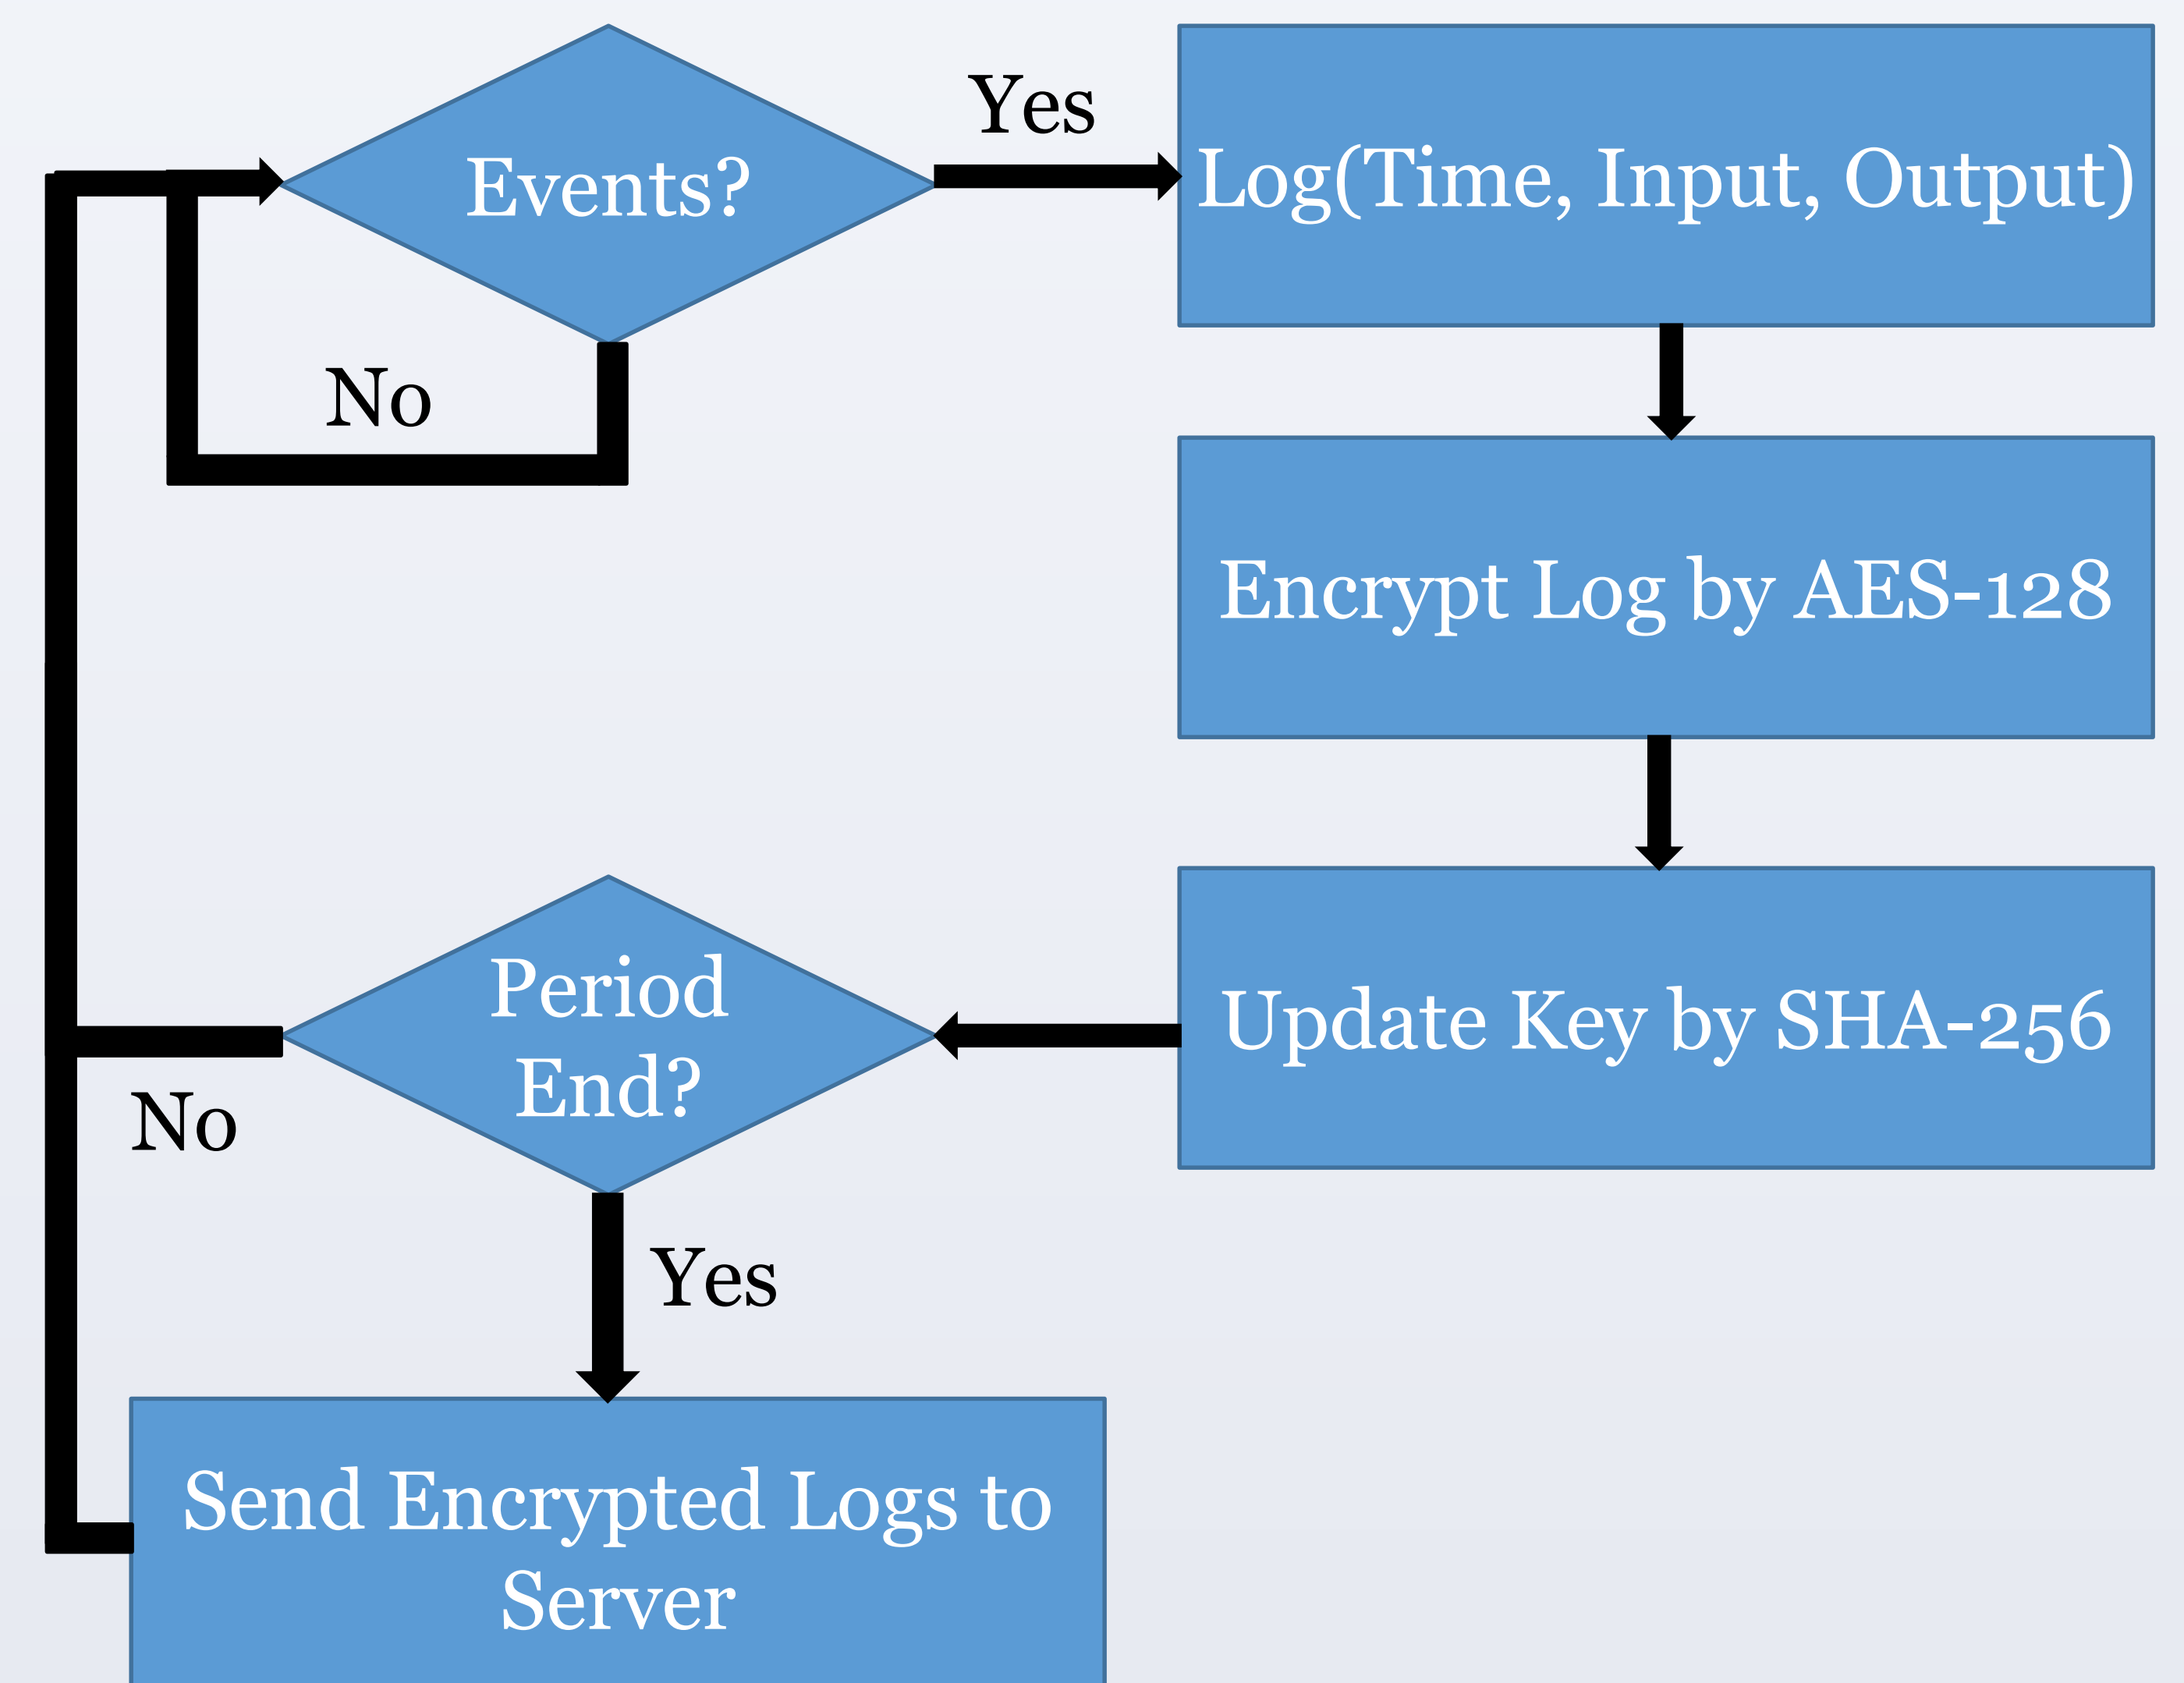 Events?
Yes
Log(Time, Input, Output)
No
Encrypt Log by AES-128
Update Key by SHA-256
Period
End?
No
Yes
Send Encrypted Logs to
Server